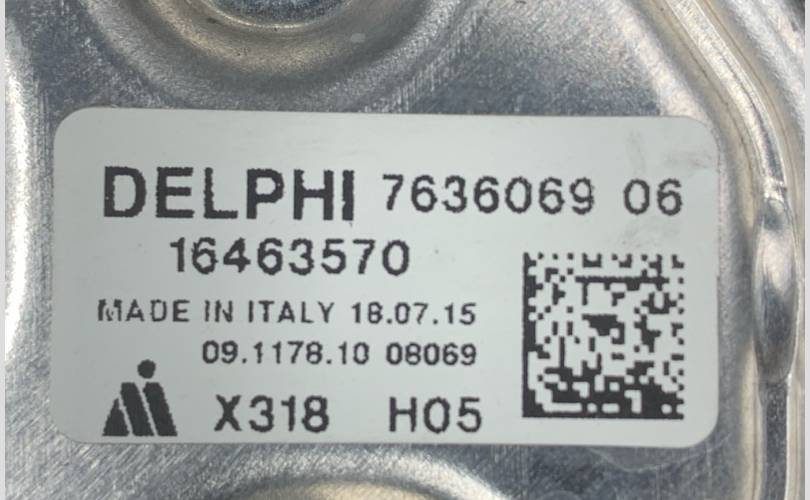 DELPHI 7636069 06
16463570
MADE IN ITALY 18.07.15
09.1178.10 08069
X318 H05